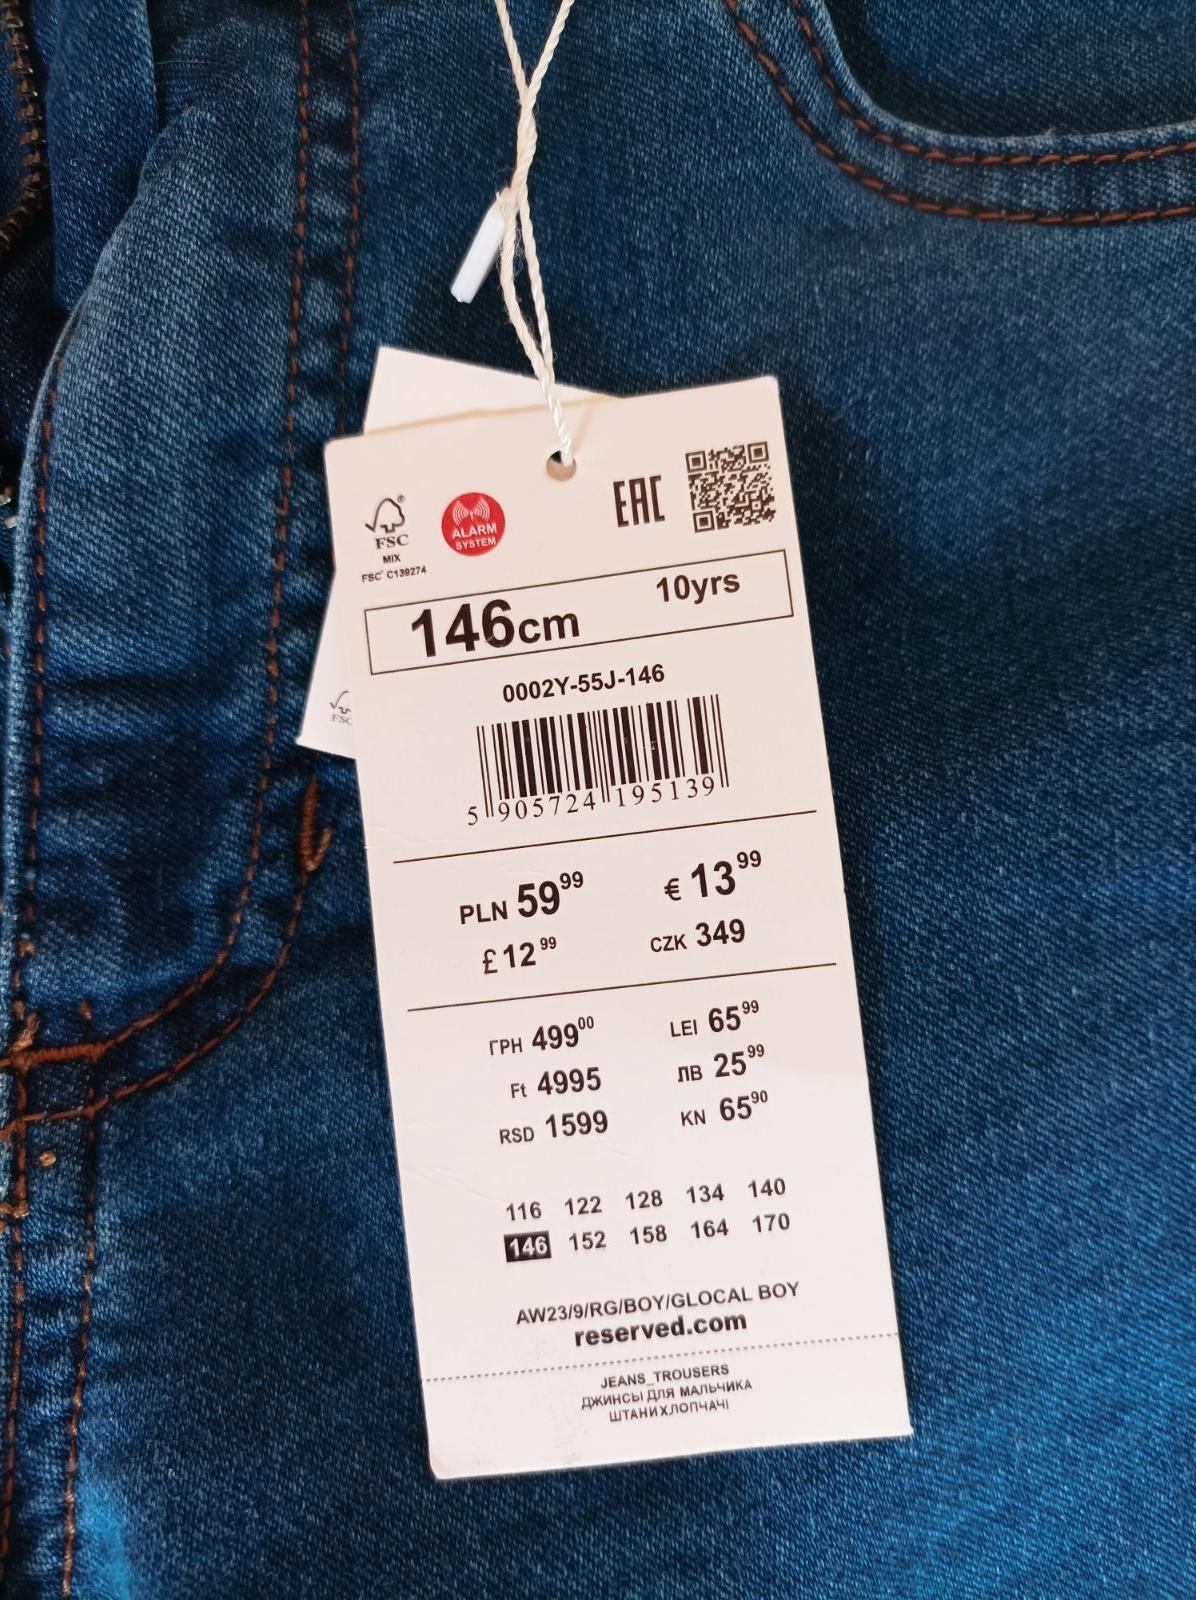 FSC®
MIX
FSC® C139274
ALARM
SYSTEM
EAC
146cm 10yrs
0002Y-55J-146
5 905724 195139
PLN 59 99 € 13 99
£ 12 99 CZK 349
ГРН 499 00 LEI 65 99
Ft 4995 ЛВ 25 99
RSD 1599 KN 65 90
116 122 128 134 140
146 152 158 164 170
AW23/9/RG/BOY/GLOCAL BOY
reserved.com
JEANS_TROUSERS
ДЖИНСЫ ДЛЯ МАЛЬЧИКА
ШТАНИ ХЛОПЧАЧІ
FSC